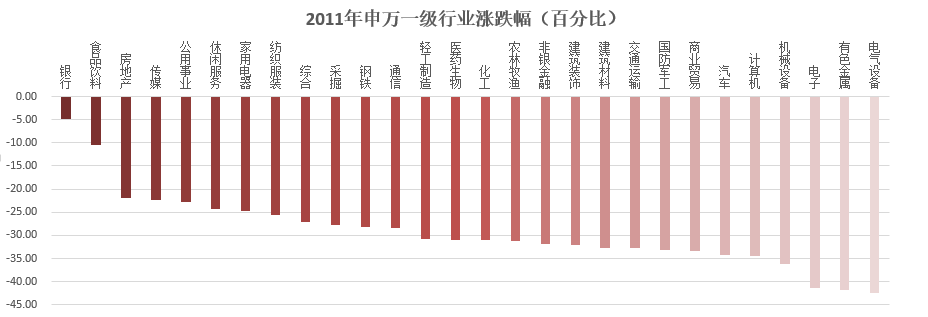 2011年申万一级行业涨跌幅（百分比）
银行
食品饮料
房地产
传媒
公用事业
休闲服务
家用电器
纺织服装
综合
采掘
钢铁
通信
轻工制造
医药生物
化工
农林牧渔
非银金融
建筑装饰
建筑材料
交通运输
国防军工
商业贸易
汽车
计算机
机械设备
电子
有色金属
电气设备
0.00
-5.00
-10.00
-15.00
-20.00
-25.00
-30.00
-35.00
-40.00
-45.00